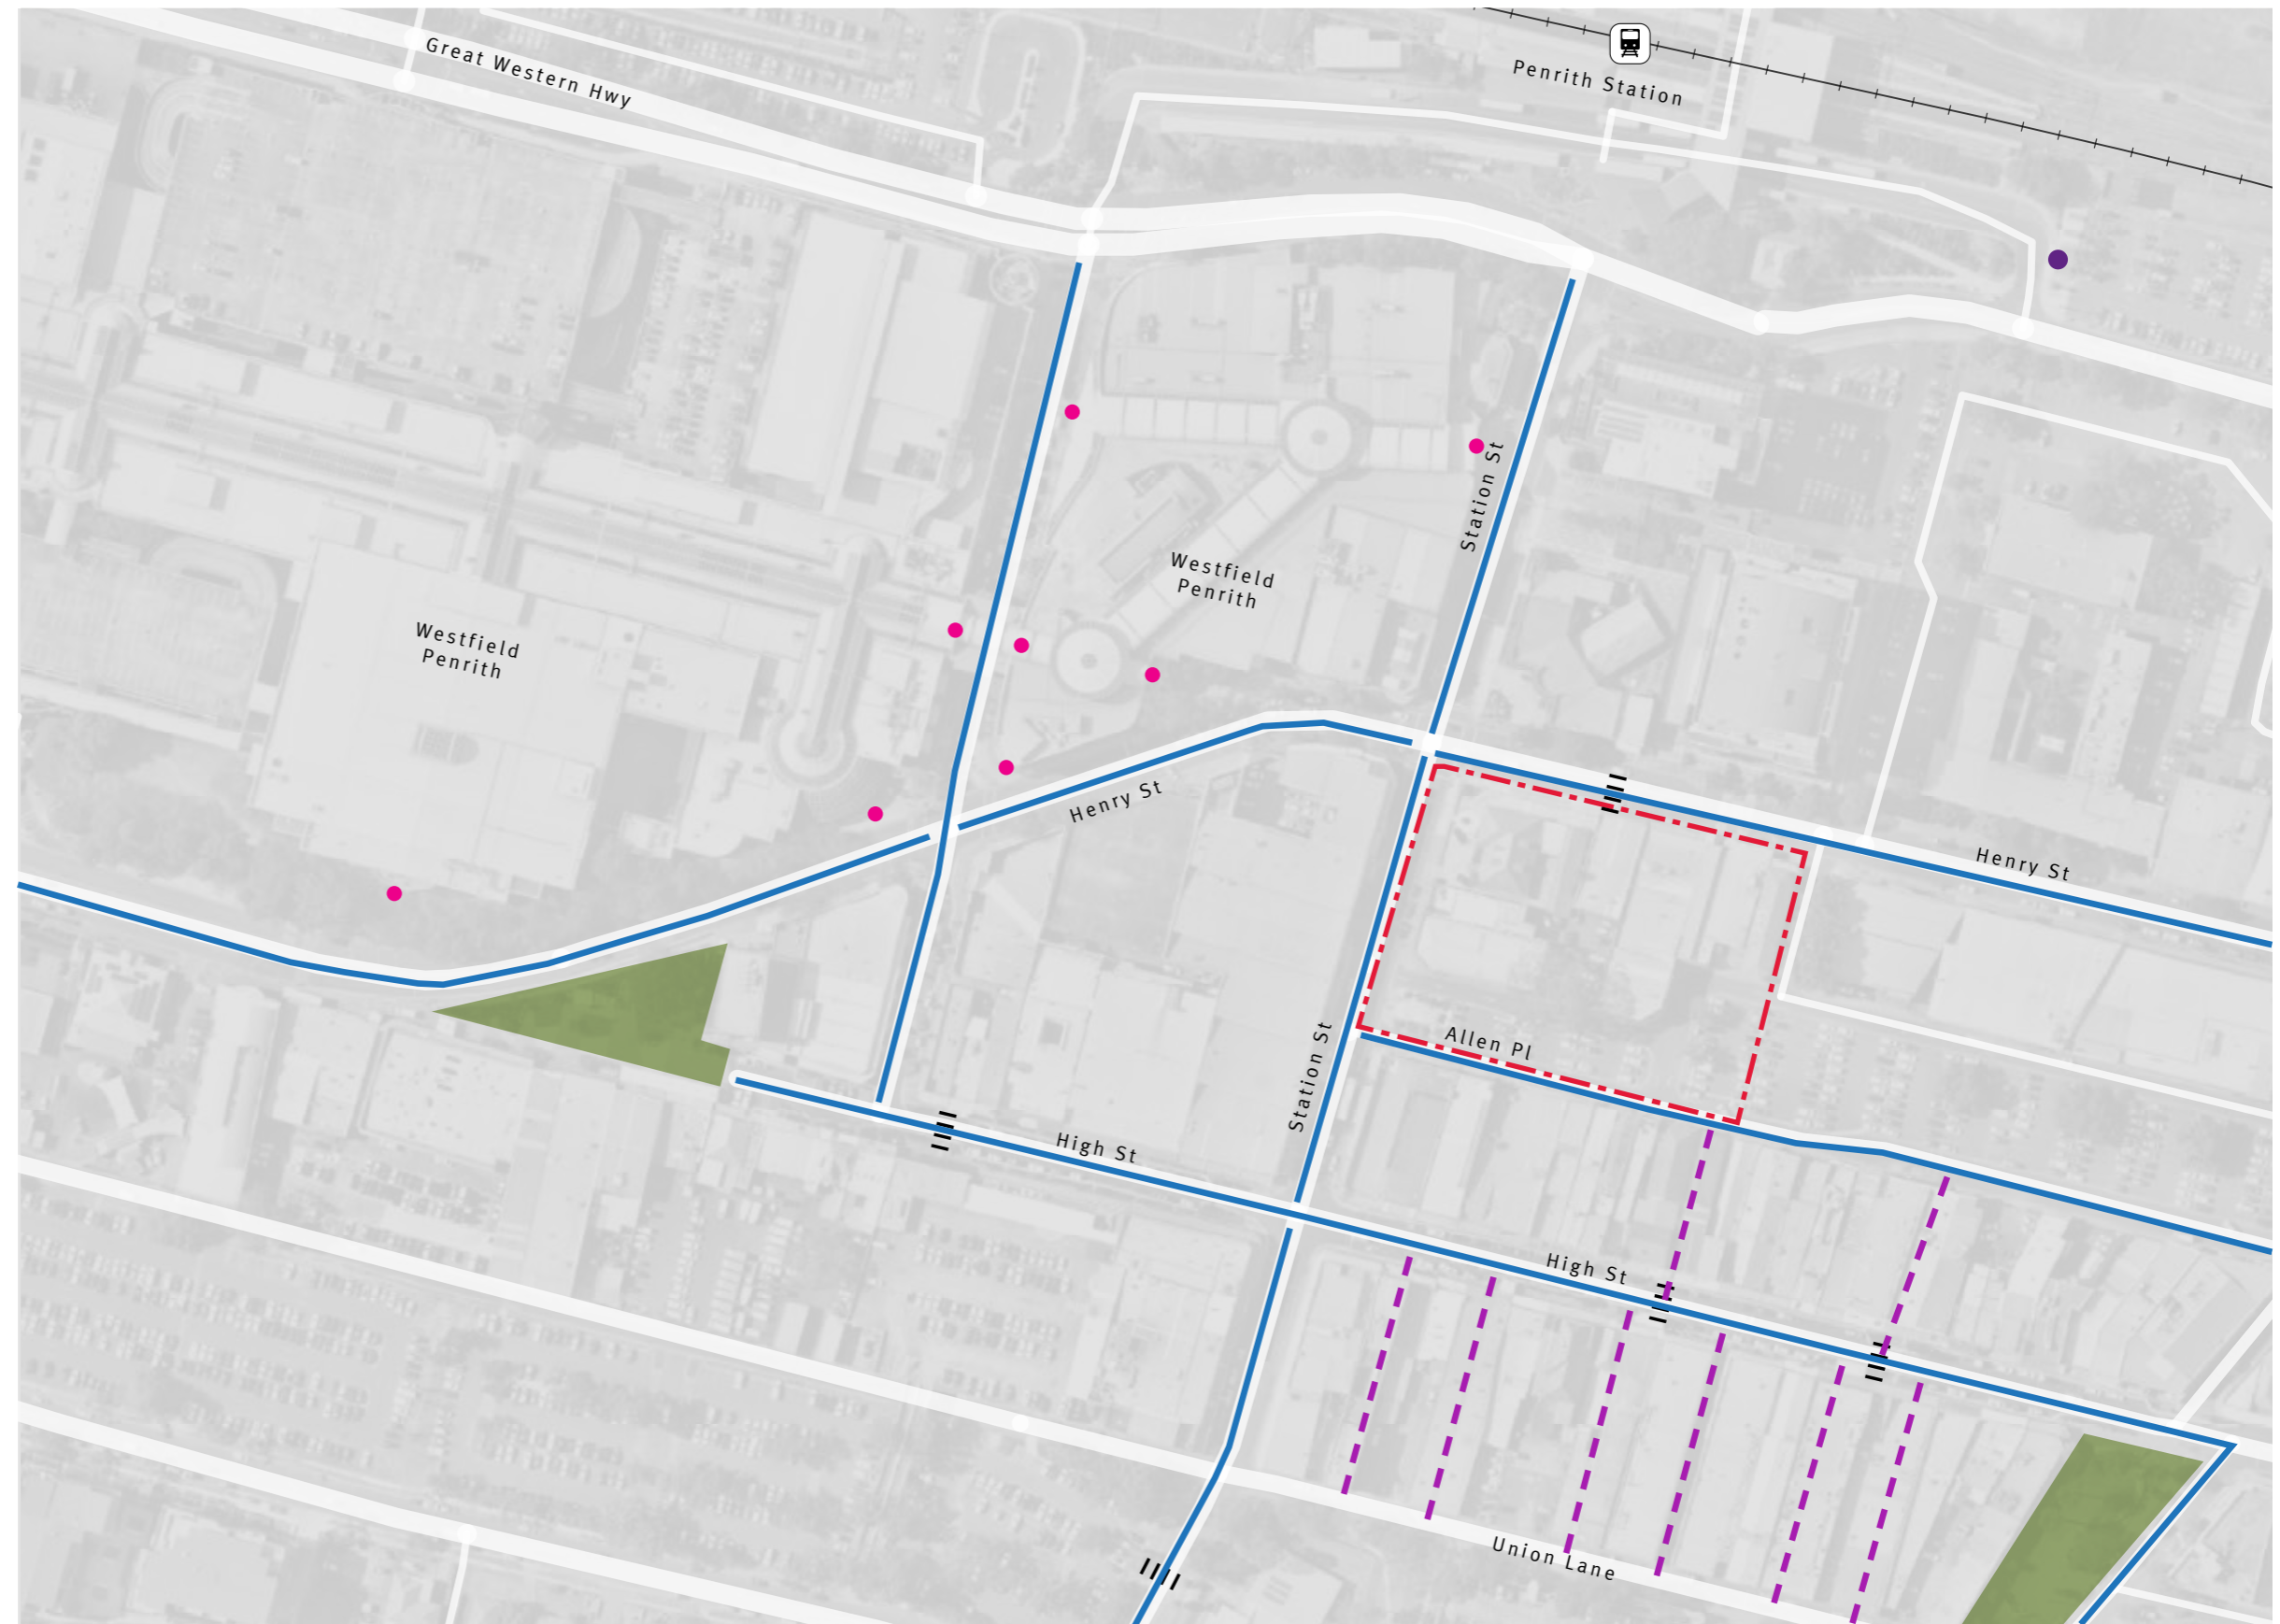 Great Western Hwy
Penrith Station
Station St
Westfield
Penrith
Westfield
Penrith
Henry St
Henry St
Allen Pl
Station St
High St
High St
Union Lane